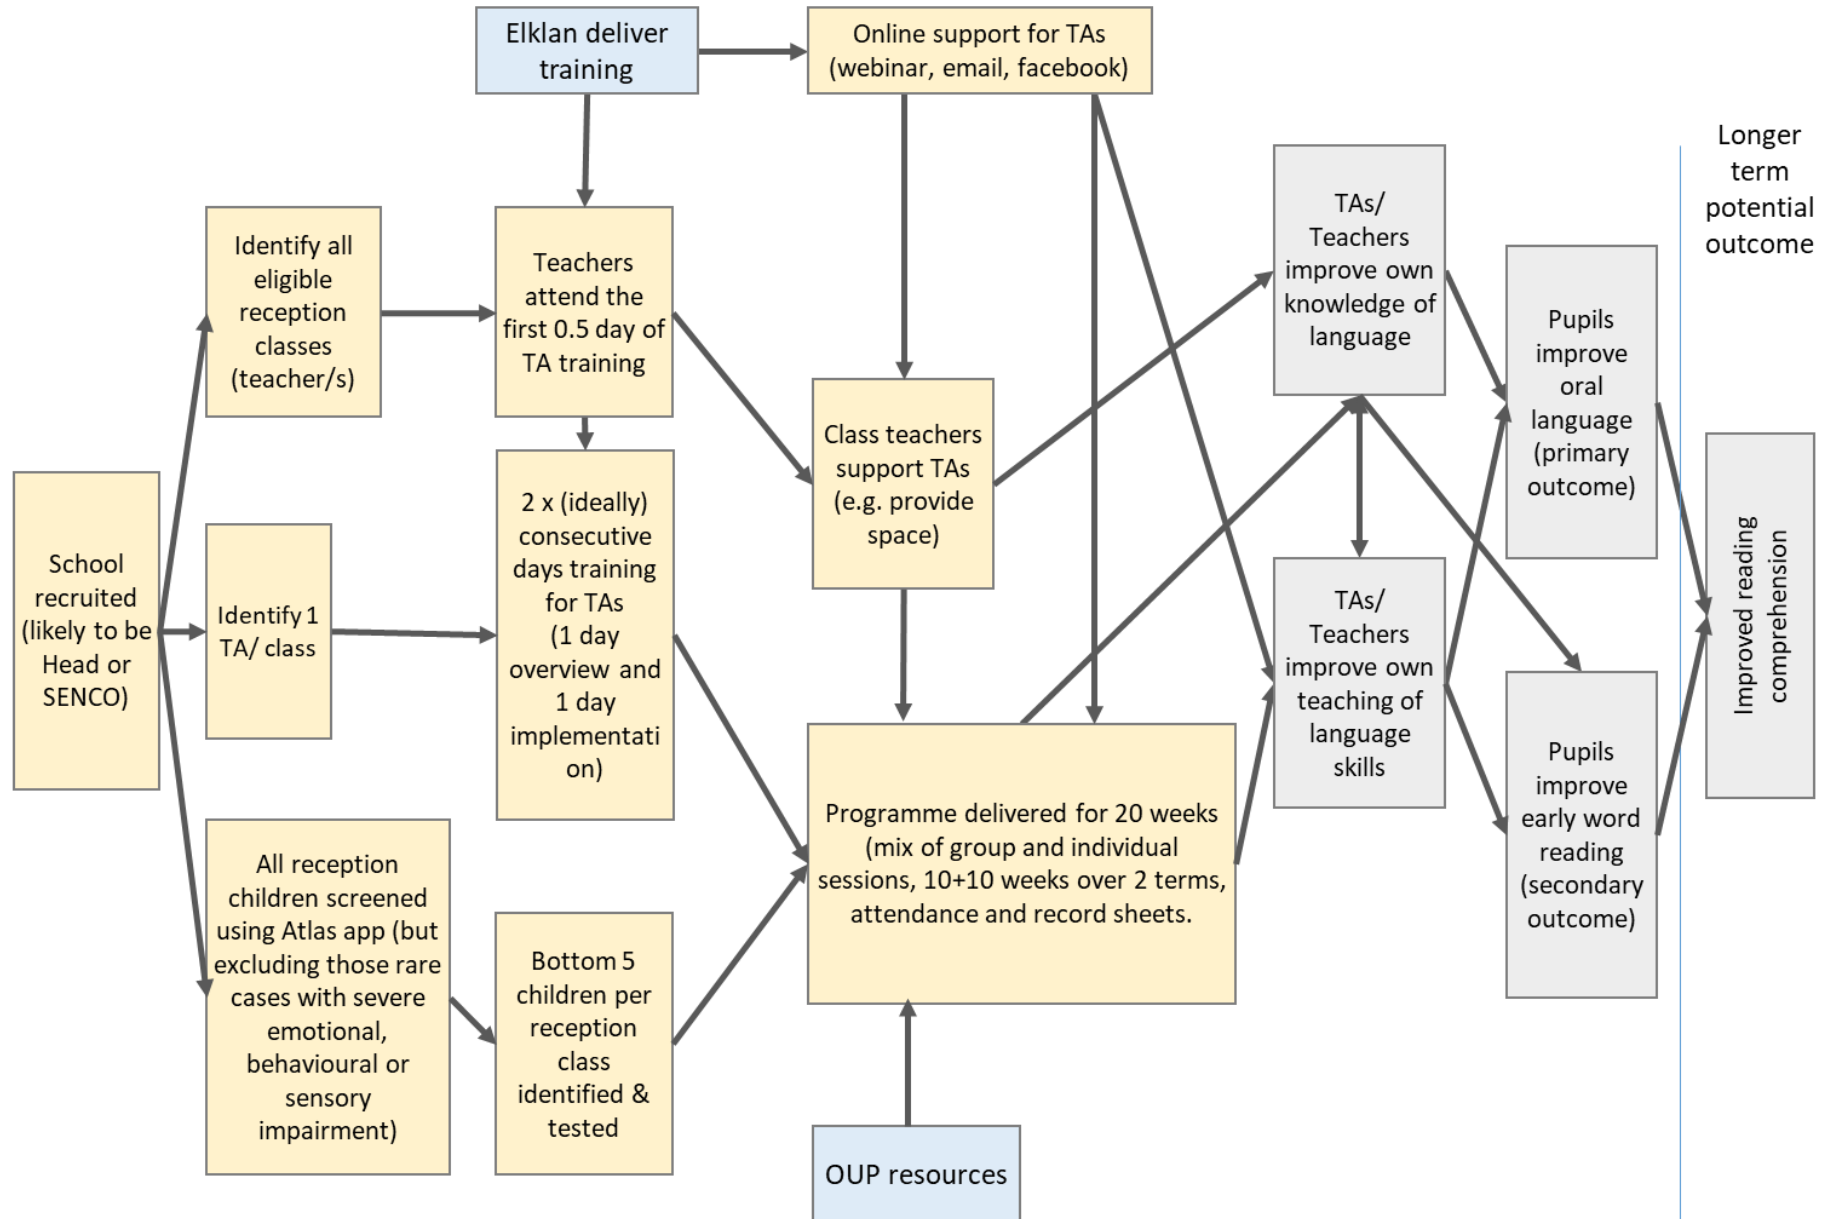 Elklan deliver
training
Online support for TAs
(webinar, email, facebook)
Longer
term
potential
outcome
Identify all
eligible
reception
classes
(teacher/s)
Teachers
attend the
first 0.5 day of
TA training
TAs/
Teachers
improve own
knowledge of
language
Pupils
improve
oral
language
(primary
outcome)
Class teachers
support TAs
(e.g. provide
space)
School
recruited
(likely to be
Head or
SENCO)
Identify 1
TA/ class
2 x (ideally)
consecutive
days training
for TAs
(1 day
overview and
1 day
implementati
on)
TAs/
Teachers
improve own
teaching of
language
skills
Improved reading
comprehension
All reception
children screened
using Atlas app (but
excluding those rare
cases with severe
emotional,
behavioural or
sensory
impairment)
Bottom 5
children per
reception
class
identified &
tested
Programme delivered for 20 weeks
(mix of group and individual
sessions, 10+10 weeks over 2 terms,
attendance and record sheets.
Pupils
improve
early word
reading
(secondary
outcome)
OUP resources